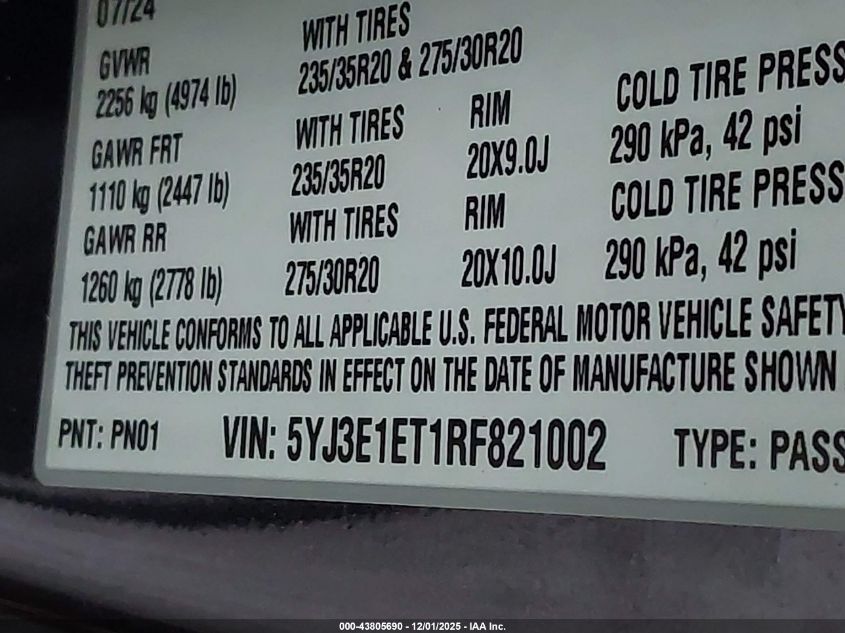 07/24
GVWR
2256 kg (4974 lb)
WITH TIRES
235/35R20 & 275/30R20
GAWR FRT
1110 kg (2447 lb)
WITH TIRES
235/35R20
RIM
20X9.0J
COLD TIRE PRESS
290 kPa, 42 psi
GAWR RR
1260 kg (2778 lb)
WITH TIRES
275/30R20
RIM
20X10.0J
COLD TIRE PRESS
290 kPa, 42 psi
THIS VEHICLE CONFORMS TO ALL APPLICABLE U.S. FEDERAL MOTOR VEHICLE SAFETY
THEFT PREVENTION STANDARDS IN EFFECT ON THE DATE OF MANUFACTURE SHOWN
PNT: PN01 VIN: 5YJ3E1ET1RF821002 TYPE: PASS
000-43805690 - 12/01/2025 - IAA Inc.